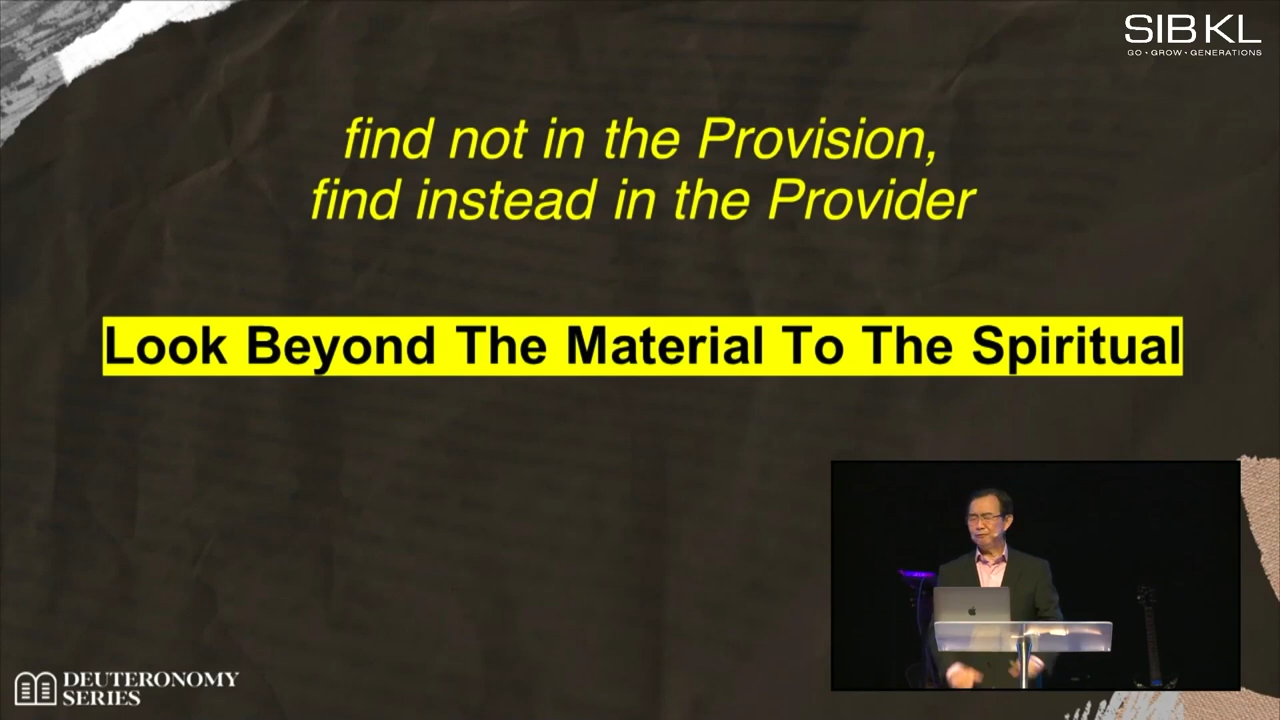 SIBKL
GO • GROW • GENERATIONS
find not in the Provision,
find instead in the Provider
Look Beyond The Material To The Spiritual
DEUTERONOMY
SERIES